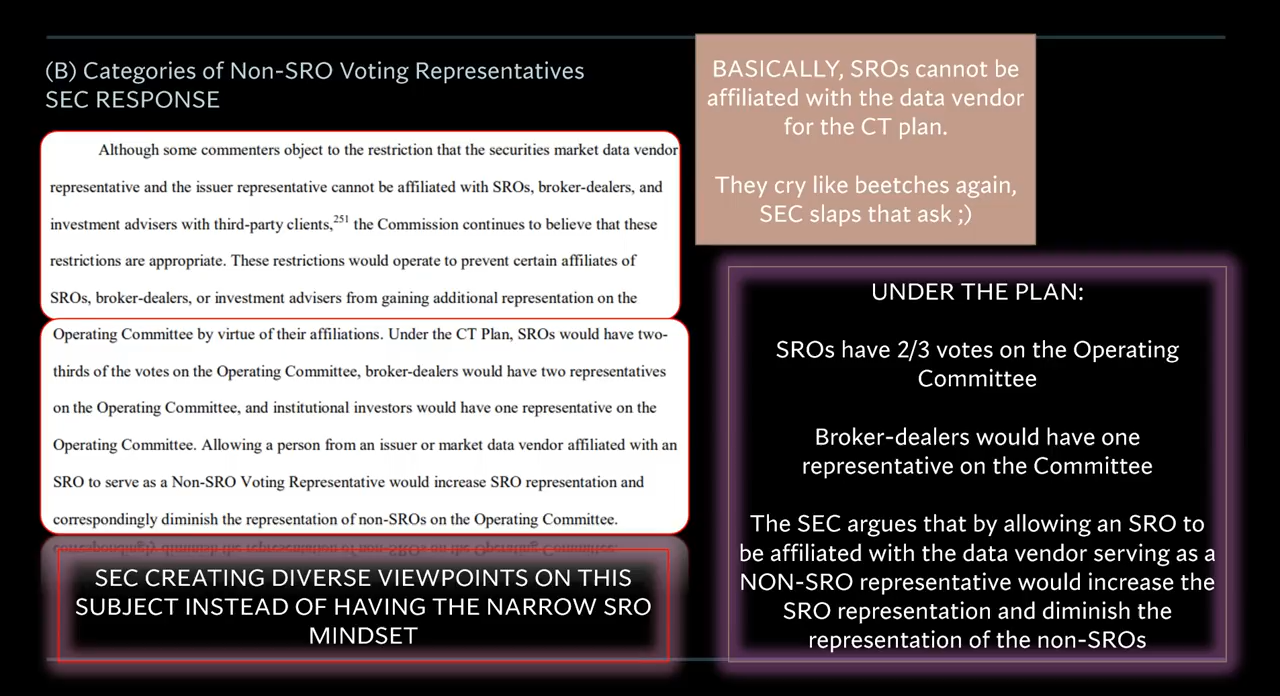 (B) Categories of Non-SRO Voting Representatives
SEC RESPONSE
Although some commenters object to the restriction that the securities market data vendor
representative and the issuer representative cannot be affiliated with SROs, broker-dealers, and
investment advisers with third-party clients,251 the Commission continues to believe that these
restrictions are appropriate. These restrictions would operate to prevent certain affiliates of
SROs, broker-dealers, or investment advisers from gaining additional representation on the
Operating Committee by virtue of their affiliations. Under the CT Plan, SROs would have two-
thirds of the votes on the Operating Committee, broker-dealers would have two representatives
on the Operating Committee, and institutional investors would have one representative on the
Operating Committee. Allowing a person from an issuer or market data vendor affiliated with an
SRO to serve as a Non-SRO Voting Representative would increase SRO representation and
correspondingly diminish the representation of non-SROs on the Operating Committee.
SEC CREATING DIVERSE VIEWPOINTS ON THIS
SUBJECT INSTEAD OF HAVING THE NARROW SRO
MINDSET
BASICALLY, SROs cannot be
affiliated with the data vendor
for the CT plan.
They cry like beetches again,
SEC slaps that ask ;)
UNDER THE PLAN:
SROs have 2/3 votes on the Operating
Committee
Broker-dealers would have one
representative on the Committee
The SEC argues that by allowing an SRO to
be affiliated with the data vendor serving as a
NON-SRO representative would increase the
SRO representation and diminish the
representation of the non-SROs